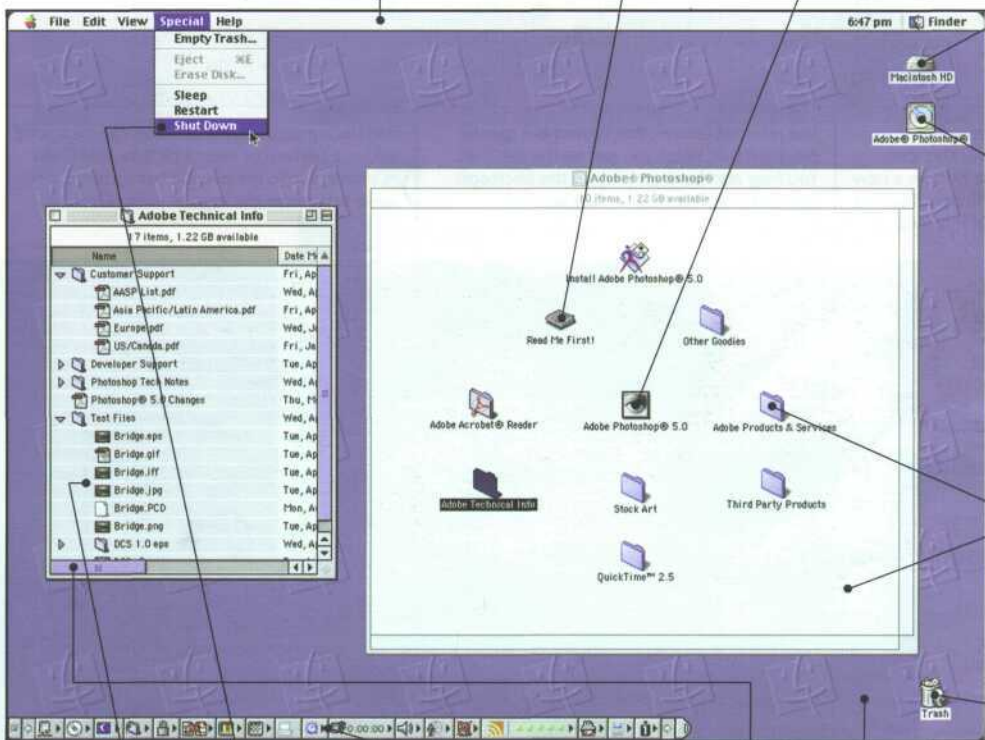 File Edit View Special Help 6:47 pm Finder
Empty Trash...
Eject ⌘E
Erase Disk...
Sleep
Restart
Shut Down
Macintosh HD
Adobe® Photoshop®
Adobe® Photoshop®
10 items, 1.22 GB available
Install Adobe Photoshop® 5.0
Read Me First!
Other Goodies
Adobe Acrobat® Reader
Adobe Photoshop® 5.0
Adobe Products & Services
Adobe Technical Info
Stock Art
Third Party Products
QuickTime™ 2.5
Adobe Technical Info
17 items, 1.22 GB available
Name Date M
Customer Support Fri, Ap
AASP List.pdf Wed, A
Asia Pacific/Latin America.pdf Fri, Ap
Europe.pdf Wed, J
US/Canada.pdf Fri, Ja
Developer Support Tue, Ap
Photoshop Tech Notes Wed, A
Photoshop® 5.0 Changes Thu, M
Test Files Wed, A
Bridge.eps Tue, Ap
Bridge.gif Tue, Ap
Bridge.iff Tue, Ap
Bridge.jpg Tue, Ap
Bridge.PCD Mon, A
Bridge.png Tue, Ap
DCS 1.0 eps Wed, A
Trash